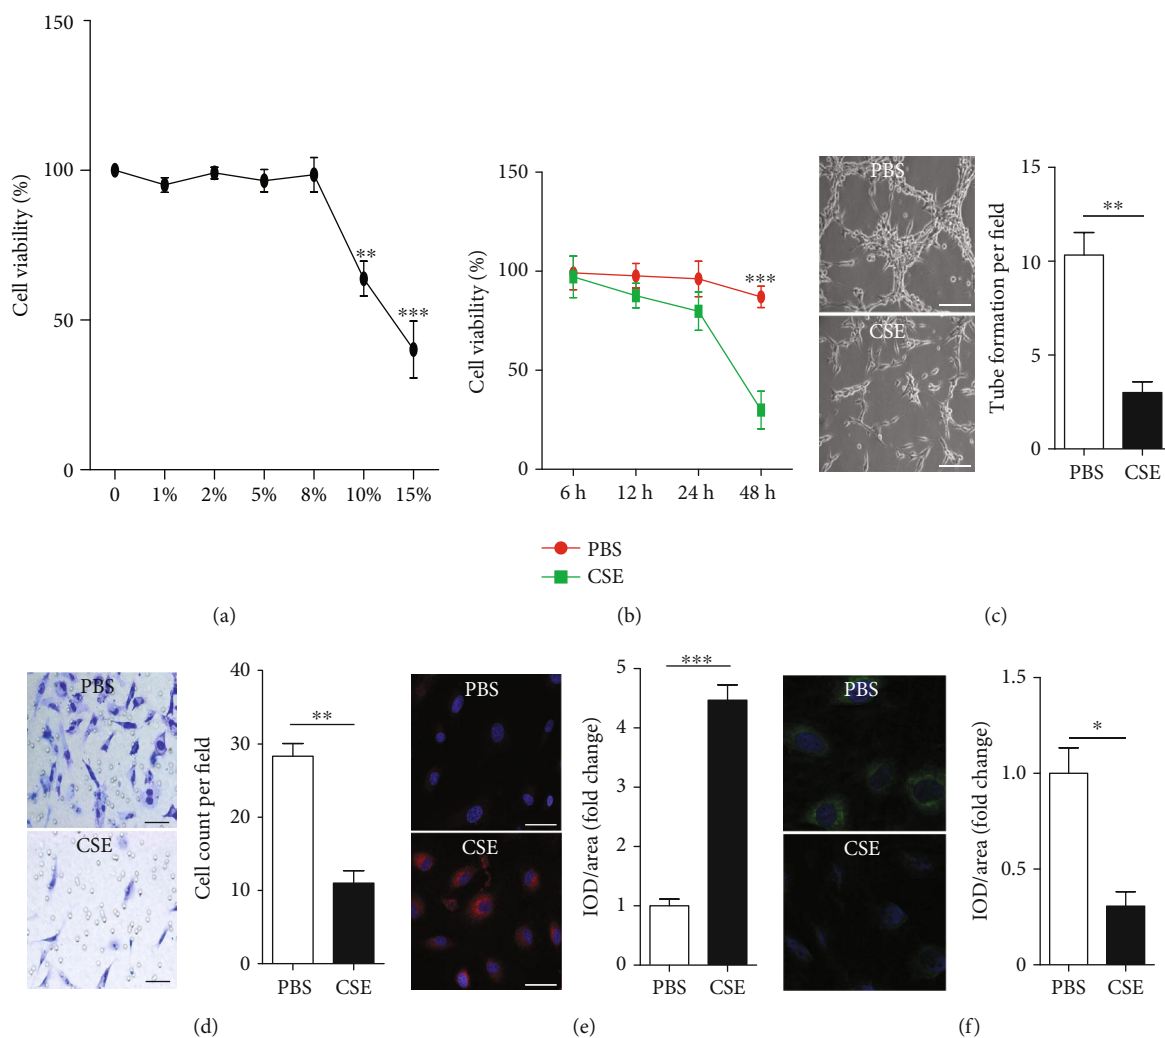 150
100
50
0
Cell viability (%)
**
***
0 1% 2% 5% 8% 10% 15%
(a)
150
100
50
0
Cell viability (%)
***
6 h 12 h 24 h 48 h
PBS
CSE
(b)
PBS
CSE
15
10
5
0
Tube formation per field
**
PBS CSE
(c)
PBS
CSE
40
30
20
10
0
Cell count per field
**
PBS CSE
(d)
PBS
CSE
5
4
3
2
1
0
IOD/area (fold change)
***
PBS CSE
(e)
PBS
CSE
1.5
1.0
0.5
0.0
IOD/area (fold change)
*
PBS CSE
(f)